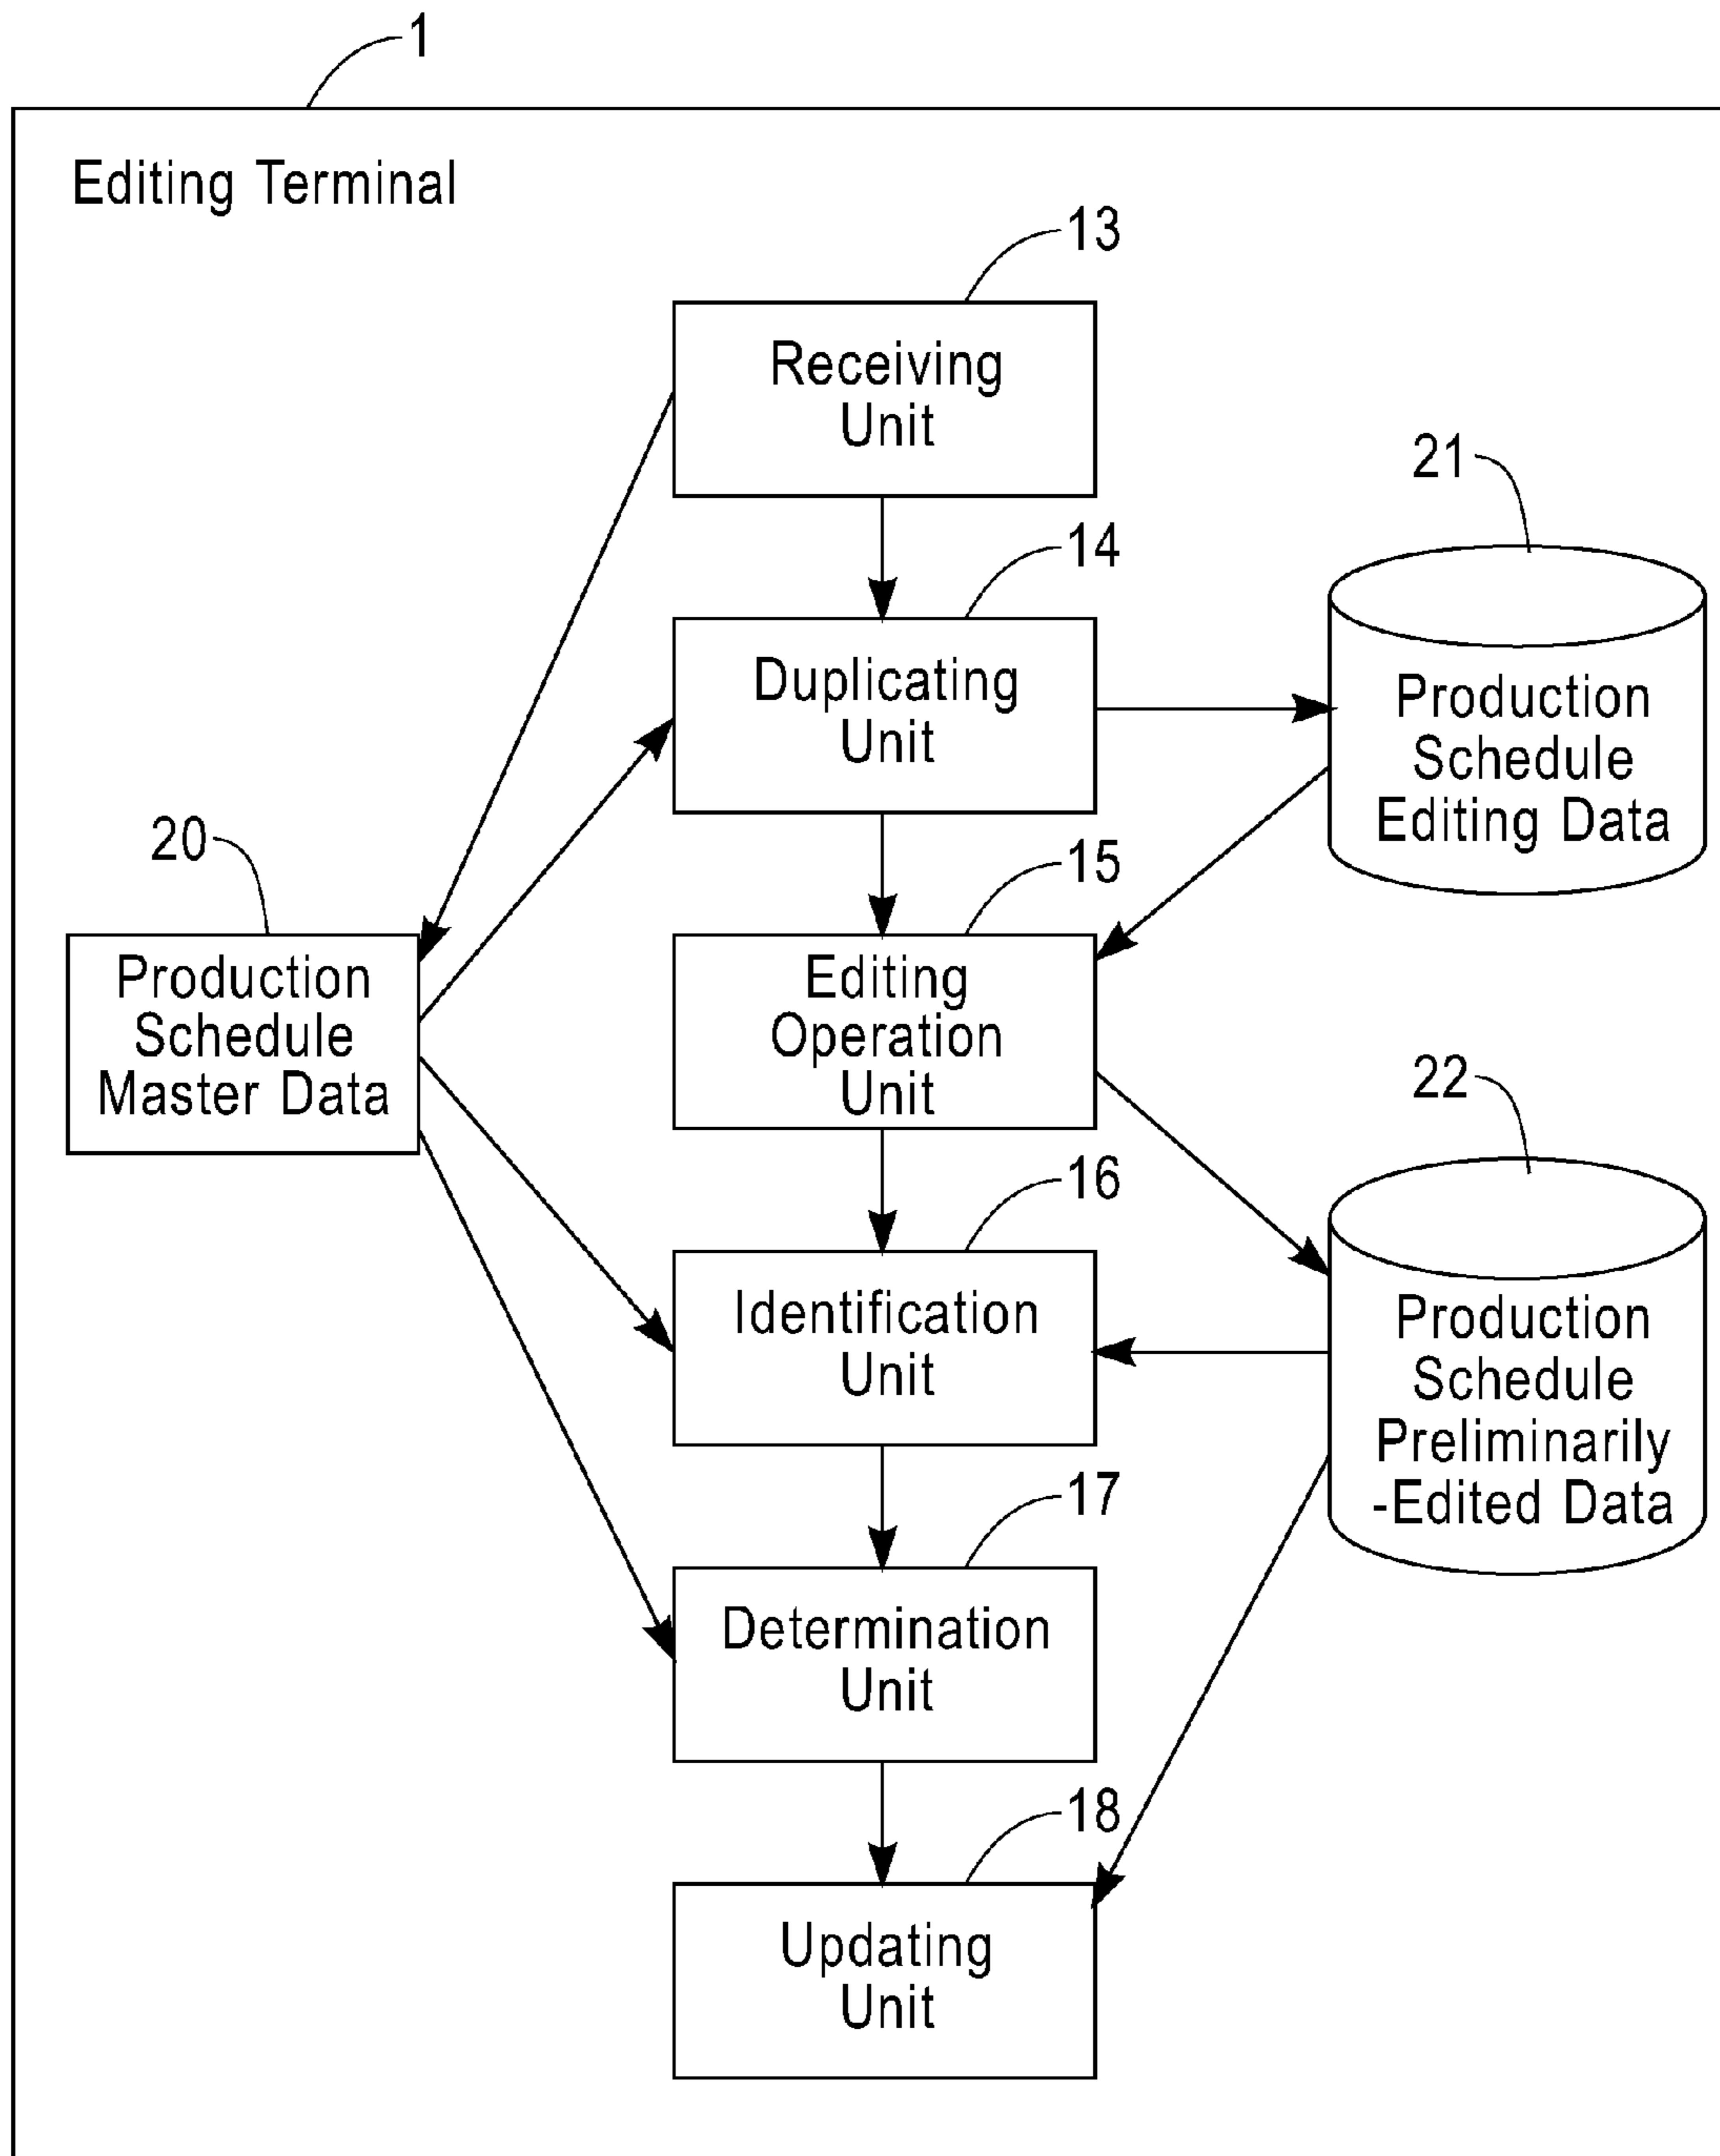 1
Editing Terminal
13
Receiving
Unit
14
Duplicating
Unit
21
Production
Schedule
Editing Data
20
Production
Schedule
Master Data
15
Editing
Operation
Unit
22
Production
Schedule
Preliminarily
-Edited Data
16
Identification
Unit
17
Determination
Unit
18
Updating
Unit